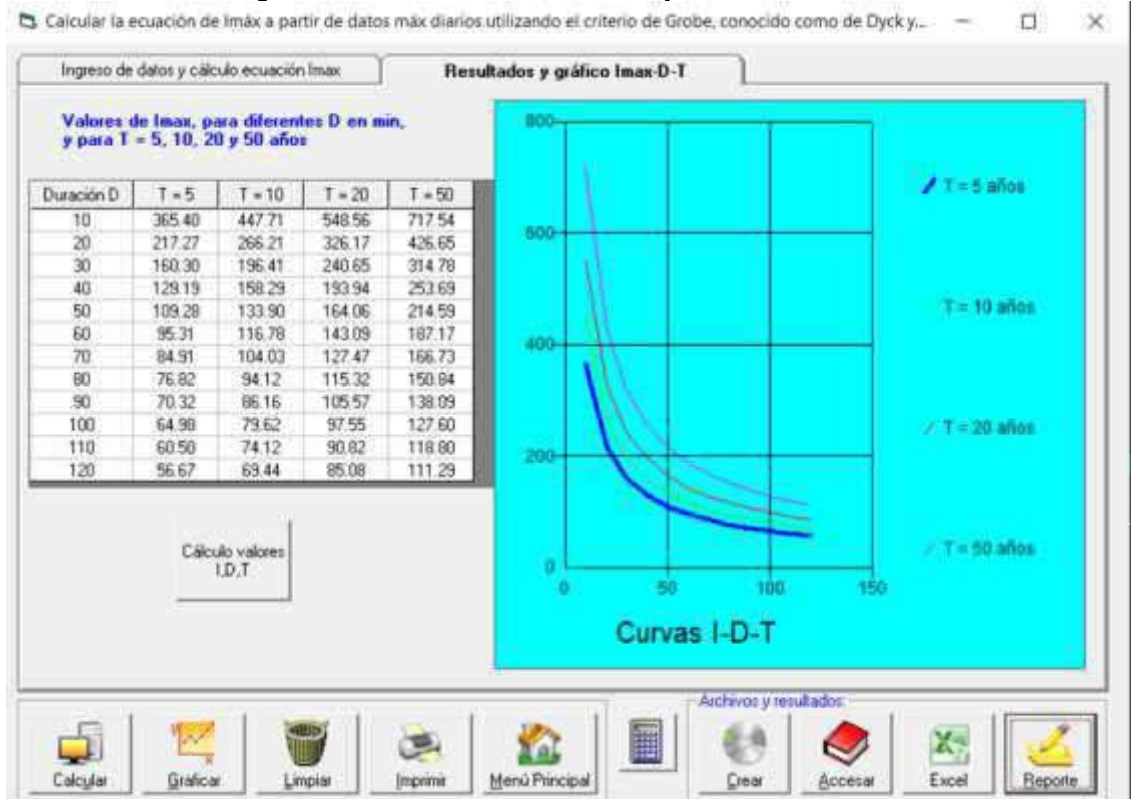 Calcular la ecuación de Imáx a partir de datos máx diarios utilizando el criterio de Grobe, conocido como de Dyck y...
Ingreso de datos y cálculo ecuación Imax
Resultados y gráfico Imax-D-T
Valores de Imax, para diferentes D en min,
y para T = 5, 10, 20 y 50 años
Duración D T = 5 T = 10 T = 20 T = 50
10 365.40 447.71 548.56 717.54
20 217.27 266.21 326.17 426.65
30 160.30 196.41 240.65 314.78
40 129.19 158.29 193.94 253.69
50 109.28 133.90 164.06 214.59
60 95.31 116.78 143.09 187.17
70 84.91 104.03 127.47 166.73
80 76.82 94.12 115.32 150.84
90 70.32 86.16 105.57 138.09
100 64.98 79.62 97.55 127.60
110 60.50 74.12 90.82 118.80
120 56.67 69.44 85.08 111.29
Cálculo valores
I,D,T
800
600
400
200
0
0 50 100 150
Curvas I-D-T
T = 5 años
T = 10 años
T = 20 años
T = 50 años
Archivos y resultados:
Calcular Graficar Limpiar Imprimir Menú Principal Crear Accesar Excel Reporte